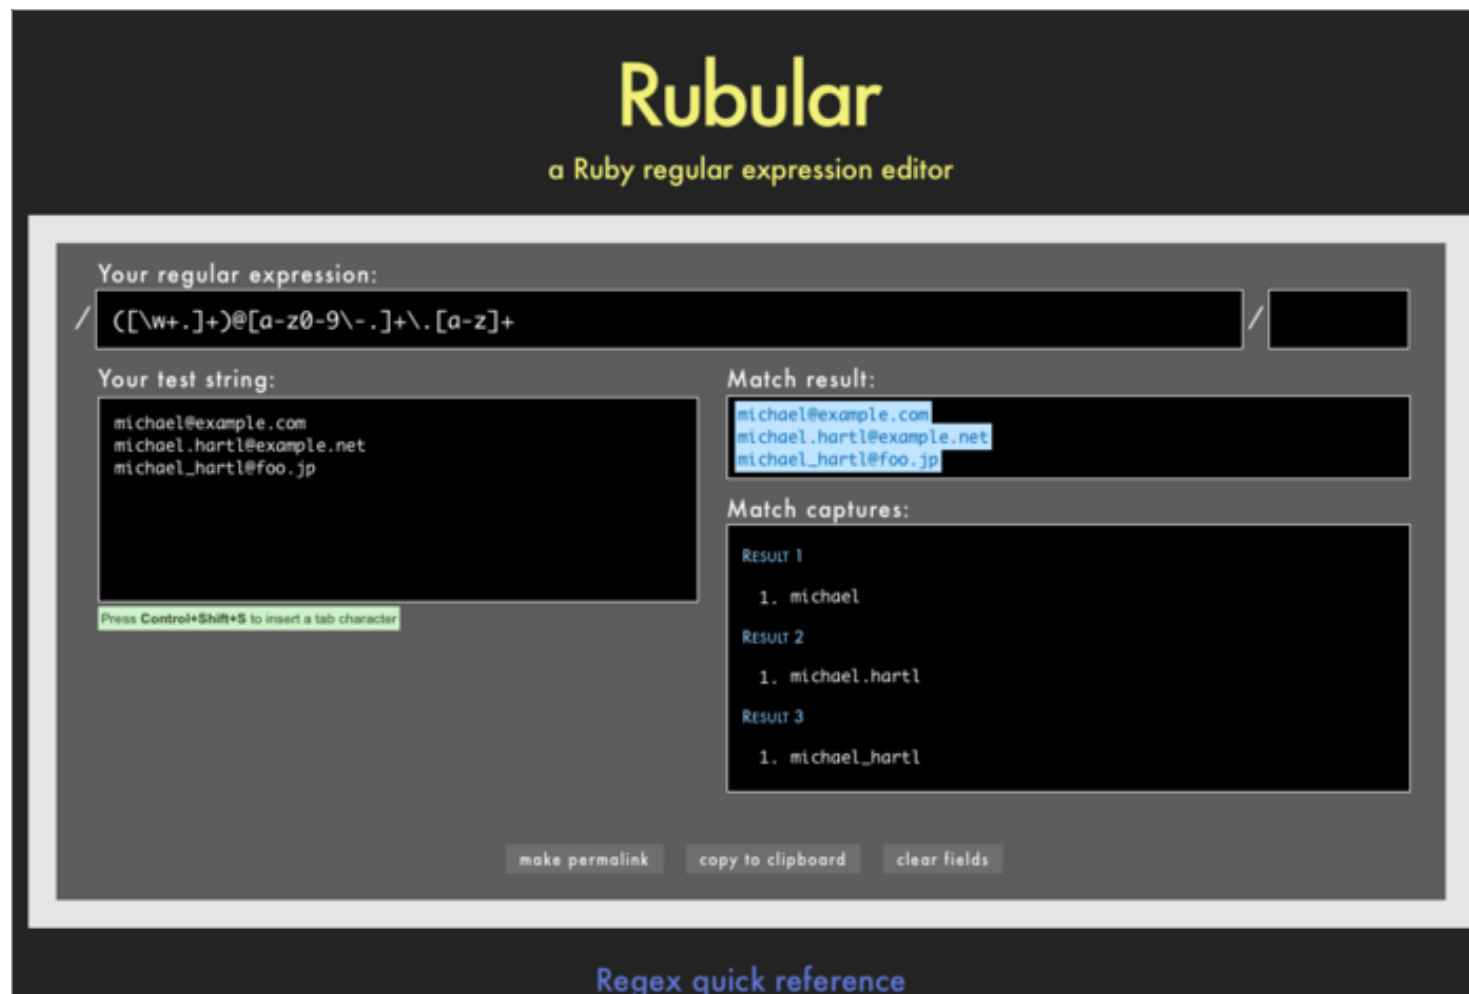 Rubular
a Ruby regular expression editor
Your regular expression:
/ ([\w+.]+)@[a-z0-9\-.]+\.[a-z]+ /
Your test string:
michael@example.com
michael.hartl@example.net
michael_hartl@foo.jp
Press Control+Shift+S to insert a tab character
Match result:
michael@example.com
michael.hartl@example.net
michael_hartl@foo.jp
Match captures:
Result 1
1. michael
Result 2
1. michael.hartl
Result 3
1. michael_hartl
make permalink copy to clipboard clear fields
Regex quick reference